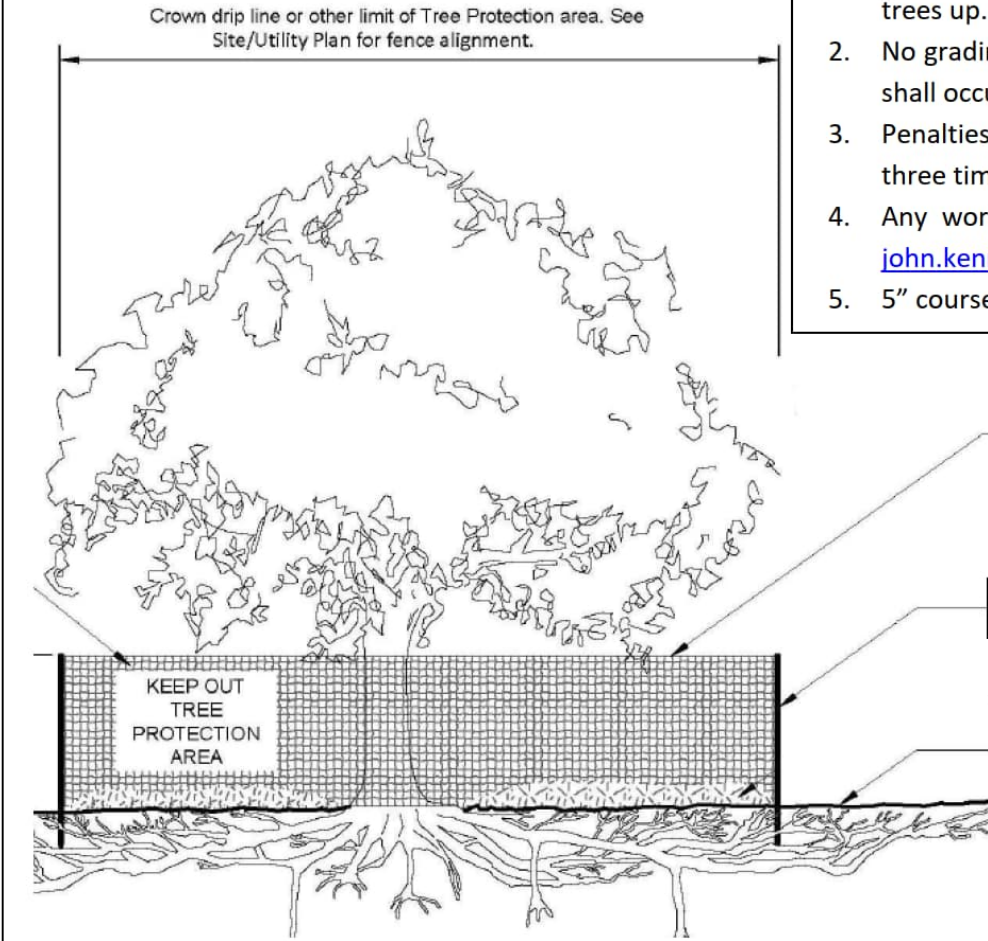 Crown drip line or other limit of Tree Protection area. See
Site/Utility Plan for fence alignment.
trees up.
2. No gradin
shall occu
3. Penalties
three tim
4. Any wor
john.ken
5. 5” course
KEEP OUT
TREE
PROTECTION
AREA